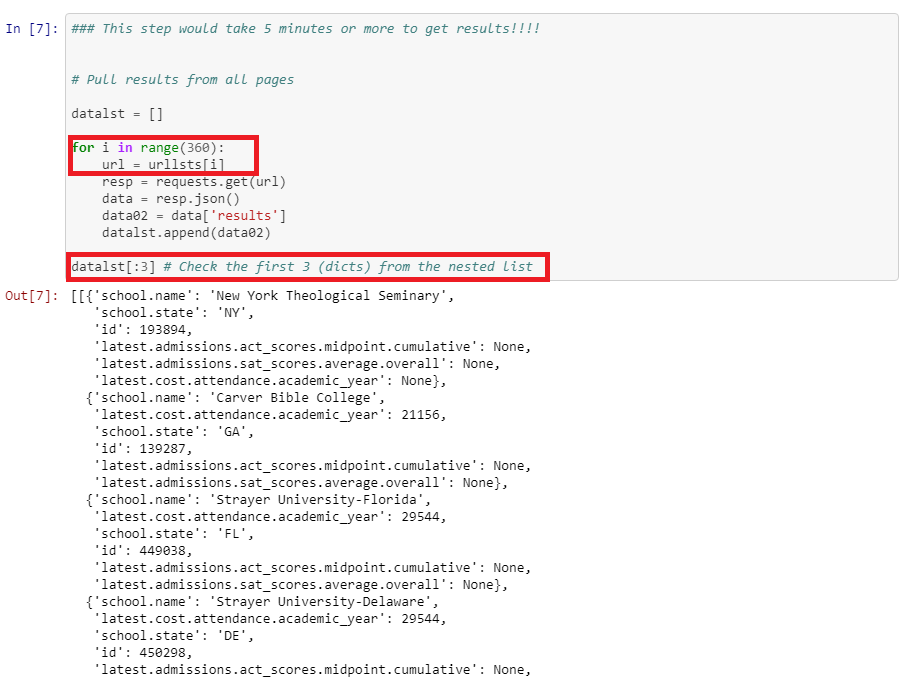 In [7]: ### This step would take 5 minutes or more to get results!!!!
# Pull results from all pages
datalst = []
for i in range(360):
url = urllsts[i]
resp = requests.get(url)
data = resp.json()
data02 = data['results']
datalst.append(data02)
datalst[:3] # Check the first 3 (dicts) from the nested list
Out[7]: [[{'school.name': 'New York Theological Seminary',
'school.state': 'NY',
'id': 193894,
'latest.admissions.act_scores.midpoint.cumulative': None,
'latest.admissions.sat_scores.average.overall': None,
'latest.cost.attendance.academic_year': None},
{'school.name': 'Carver Bible College',
'latest.cost.attendance.academic_year': 21156,
'school.state': 'GA',
'id': 139287,
'latest.admissions.act_scores.midpoint.cumulative': None,
'latest.admissions.sat_scores.average.overall': None},
{'school.name': 'Strayer University-Florida',
'latest.cost.attendance.academic_year': 29544,
'school.state': 'FL',
'id': 449038,
'latest.admissions.act_scores.midpoint.cumulative': None,
'latest.admissions.sat_scores.average.overall': None},
{'school.name': 'Strayer University-Delaware',
'latest.cost.attendance.academic_year': 29544,
'school.state': 'DE',
'id': 450298,
'latest.admissions.act_scores.midpoint.cumulative': None,